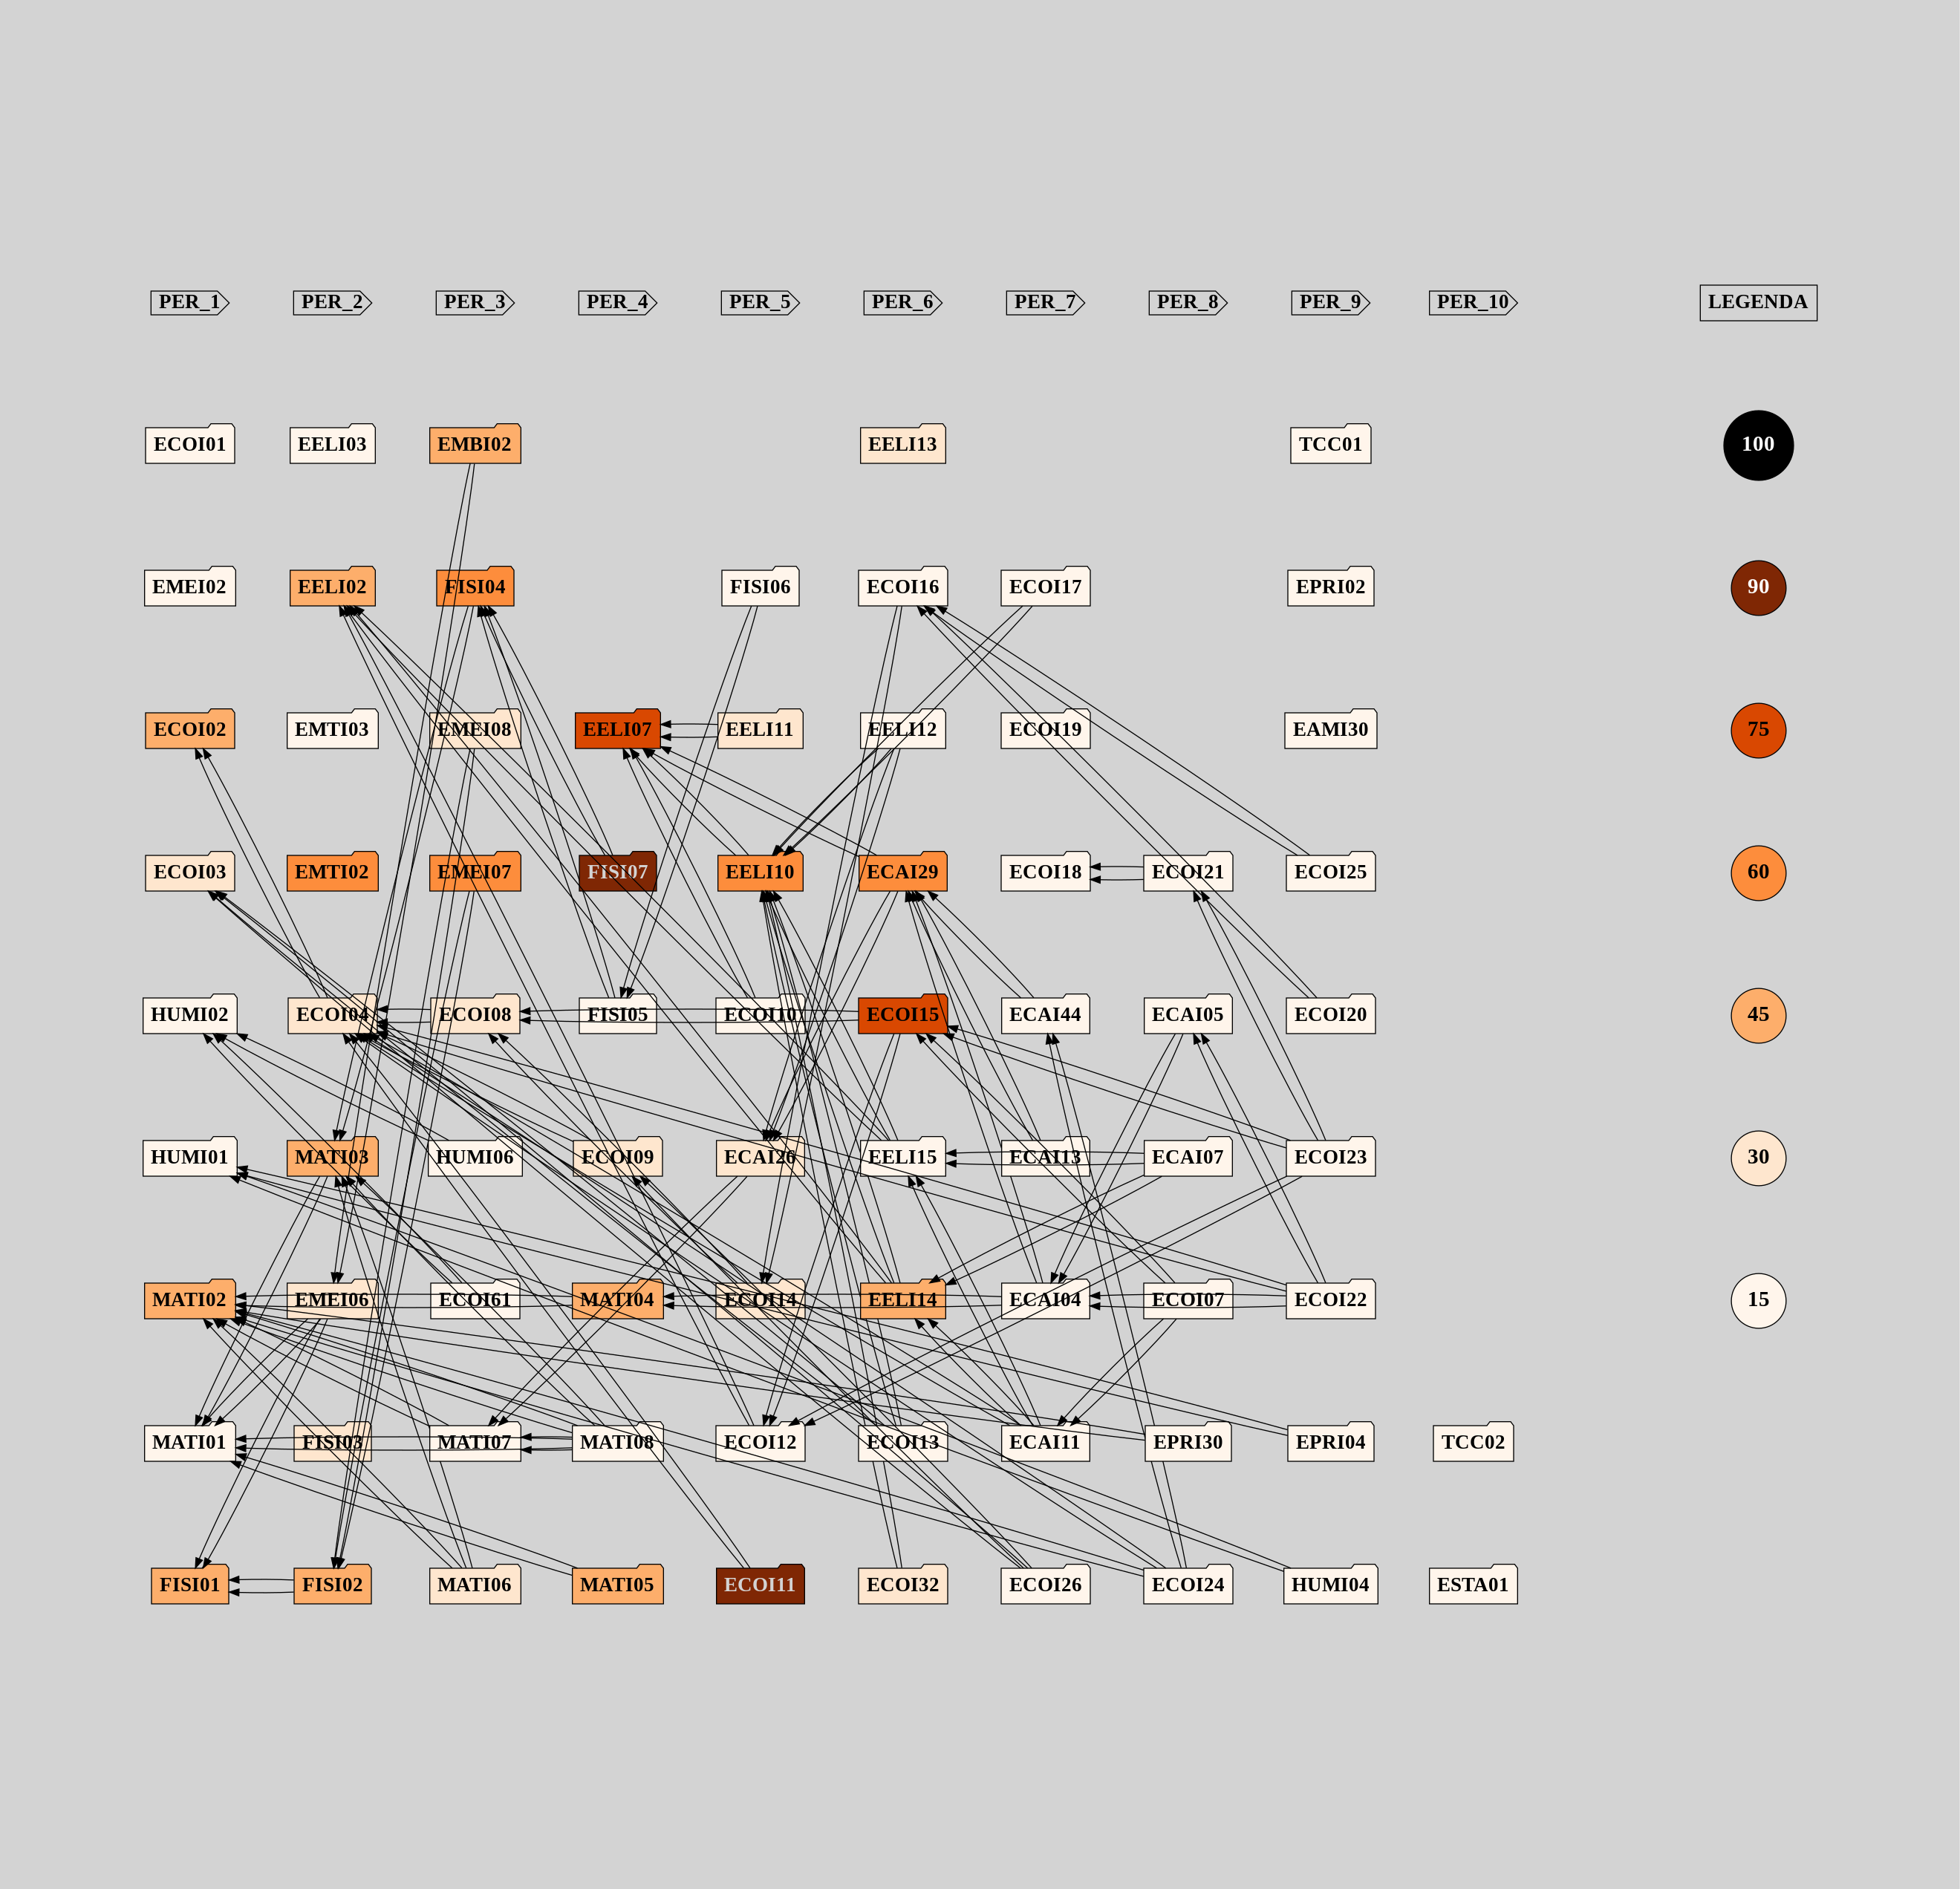 PER_1 PER_2 PER_3 PER_4 PER_5 PER_6 PER_7 PER_8 PER_9 PER_10 LEGENDA
ECOI01 EELI03 EMBI02 EELI13 TCC01 100
EMEI02 EELI02 FISI04 FISI06 ECOI16 ECOI17 EPRI02 90
ECOI02 EMTI03 EMEI08 EELI07 EELI11 EELI12 ECOI19 EAMI30 75
ECOI03 EMTI02 EMEI07 FISI07 EELI10 ECAI29 ECOI18 ECOI21 ECOI25 60
HUMI02 ECOI04 ECOI08 FISI05 ECOI10 ECOI15 ECAI44 ECAI05 ECOI20 45
HUMI01 MATI03 HUMI06 ECOI09 ECAI26 EELI15 ECAI13 ECAI07 ECOI23 30
MATI02 EMEI06 ECOI61 MATI04 ECOI14 EELI14 ECAI04 ECOI07 ECOI22 15
MATI01 FISI03 MATI07 MATI08 ECOI12 ECOI13 ECAI11 EPRI30 EPRI04 TCC02
FISI01 FISI02 MATI06 MATI05 ECOI11 ECOI32 ECOI26 ECOI24 HUMI04 ESTA01